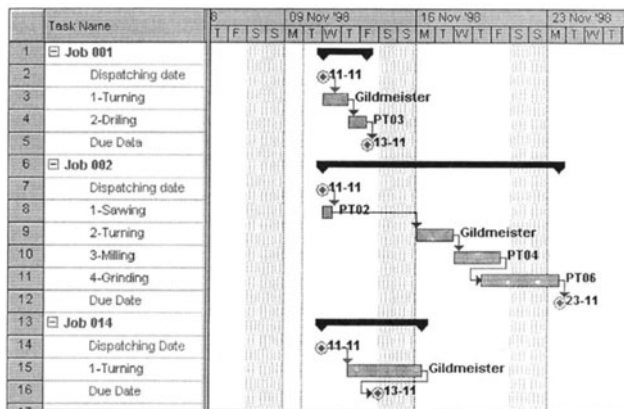 Task Name
8 09 Nov '98 16 Nov '98 23 Nov '98
T F S S M T W T F S S M T W T F S S M T W T
1 Job 001
2 Dispatching date 11-11
3 1-Turning Gildmeister
4 2-Driling PT03
5 Due Data 13-11
6 Job 002
7 Dispatching date 11-11
8 1-Sawing PT02
9 2-Turning Gildmeister
10 3-Milling PT04
11 4-Grinding PT06
12 Due Date 23-11
13 Job 014
14 Dispatching Date 11-11
15 1-Turning Gildmeister
16 Due Date 13-11
17